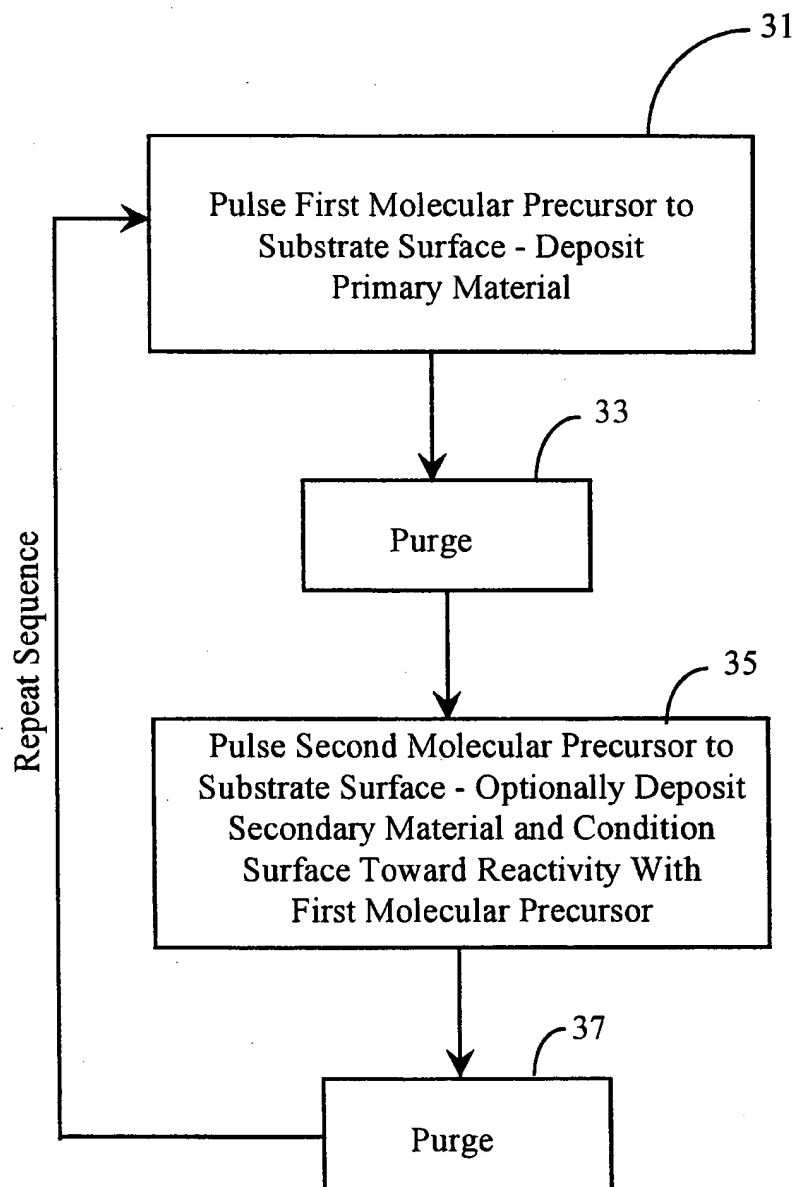 31
Pulse First Molecular Precursor to
Substrate Surface - Deposit
Primary Material
33
Purge
35
Pulse Second Molecular Precursor to
Substrate Surface - Optionally Deposit
Secondary Material and Condition
Surface Toward Reactivity With
First Molecular Precursor
37
Purge
Repeat Sequence